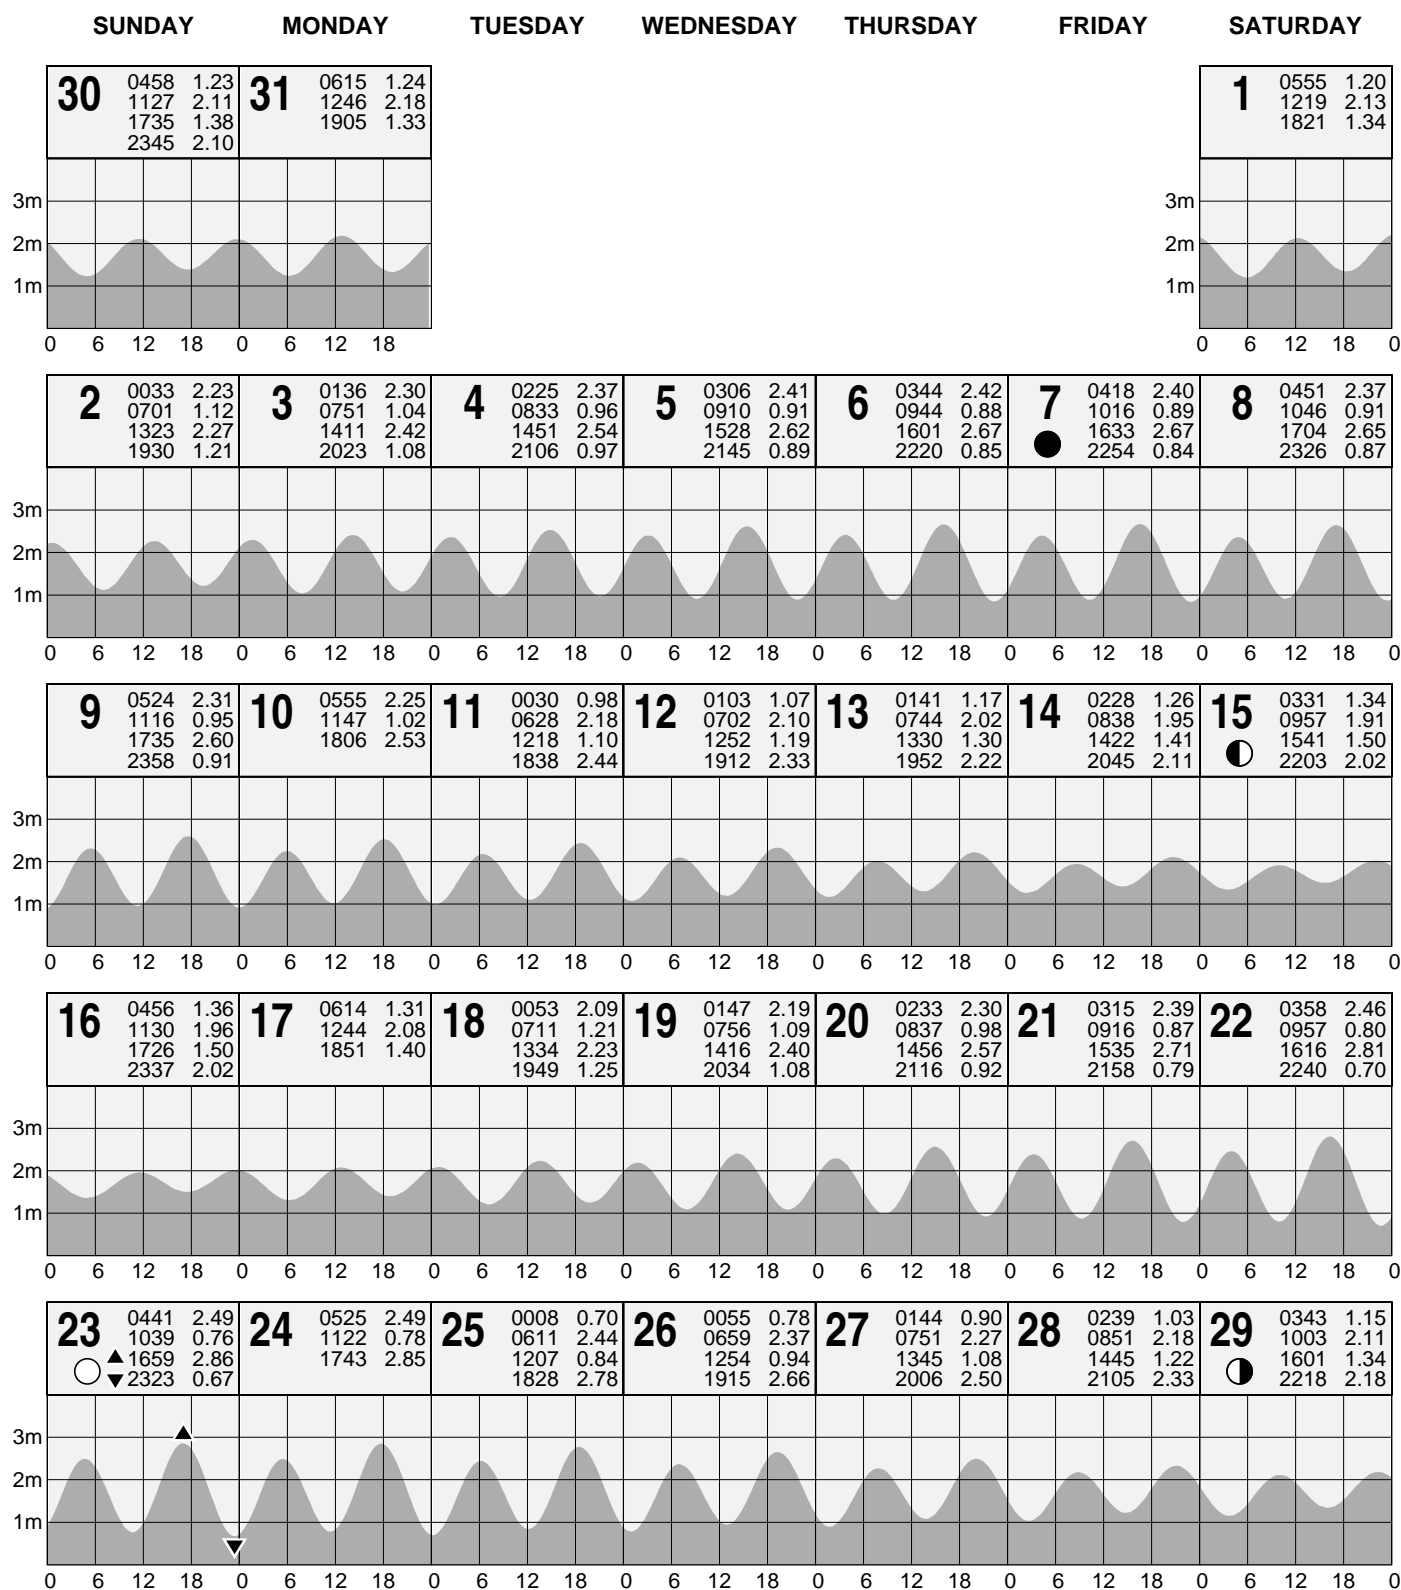 SUNDAY MONDAY TUESDAY WEDNESDAY THURSDAY FRIDAY SATURDAY
30 0458 1.23 31 0615 1.24 1 0555 1.20
1127 2.11 1246 2.18 1219 2.13
1735 1.38 1905 1.33 1821 1.34
2345 2.10
3m 3m
2m 2m
1m 1m
0 6 12 18 0 6 12 18 0 6 12 18 0
2 0033 2.23 3 0136 2.30 4 0225 2.37 5 0306 2.41 6 0344 2.42 7 0418 2.40 8 0451 2.37
0701 1.12 0751 1.04 0833 0.96 0910 0.91 0944 0.88 1016 0.89 1046 0.91
1323 2.27 1411 2.42 1451 2.54 1528 2.62 1601 2.67 1633 2.67 1704 2.65
1930 1.21 2023 1.08 2106 0.97 2145 0.89 2220 0.85 2254 0.84 2326 0.87
3m
2m
1m
0 6 12 18 0 6 12 18 0 6 12 18 0 6 12 18 0 6 12 18 0 6 12 18 0 6 12 18 0
9 0524 2.31 10 0555 2.25 11 0030 0.98 12 0103 1.07 13 0141 1.17 14 0228 1.26 15 0331 1.34
1116 0.95 1147 1.02 0628 2.18 0702 2.10 0744 2.02 0838 1.95 0957 1.91
1735 2.60 1806 2.53 1218 1.10 1252 1.19 1330 1.30 1422 1.41 1541 1.50
2358 0.91 1838 2.44 1912 2.33 1952 2.22 2045 2.11 2203 2.02
3m
2m
1m
0 6 12 18 0 6 12 18 0 6 12 18 0 6 12 18 0 6 12 18 0 6 12 18 0 6 12 18 0
16 0456 1.36 17 0614 1.31 18 0053 2.09 19 0147 2.19 20 0233 2.30 21 0315 2.39 22 0358 2.46
1130 1.96 1244 2.08 0711 1.21 0756 1.09 0837 0.98 0916 0.87 0957 0.80
1726 1.50 1851 1.40 1334 2.23 1416 2.40 1456 2.57 1535 2.71 1616 2.81
2337 2.02 1949 1.25 2034 1.08 2116 0.92 2158 0.79 2240 0.70
3m
2m
1m
0 6 12 18 0 6 12 18 0 6 12 18 0 6 12 18 0 6 12 18 0 6 12 18 0 6 12 18 0
23 0441 2.49 24 0525 2.49 25 0008 0.70 26 0055 0.78 27 0144 0.90 28 0239 1.03 29 0343 1.15
1039 0.76 1122 0.78 0611 2.44 0659 2.37 0751 2.27 0851 2.18 1003 2.11
1659 2.86 1743 2.85 1207 0.84 1254 0.94 1345 1.08 1445 1.22 1601 1.34
2323 0.67 1828 2.78 1915 2.66 2006 2.50 2105 2.33 2218 2.18
3m
2m
1m
0 6 12 18 0 6 12 18 0 6 12 18 0 6 12 18 0 6 12 18 0 6 12 18 0 6 12 18 0